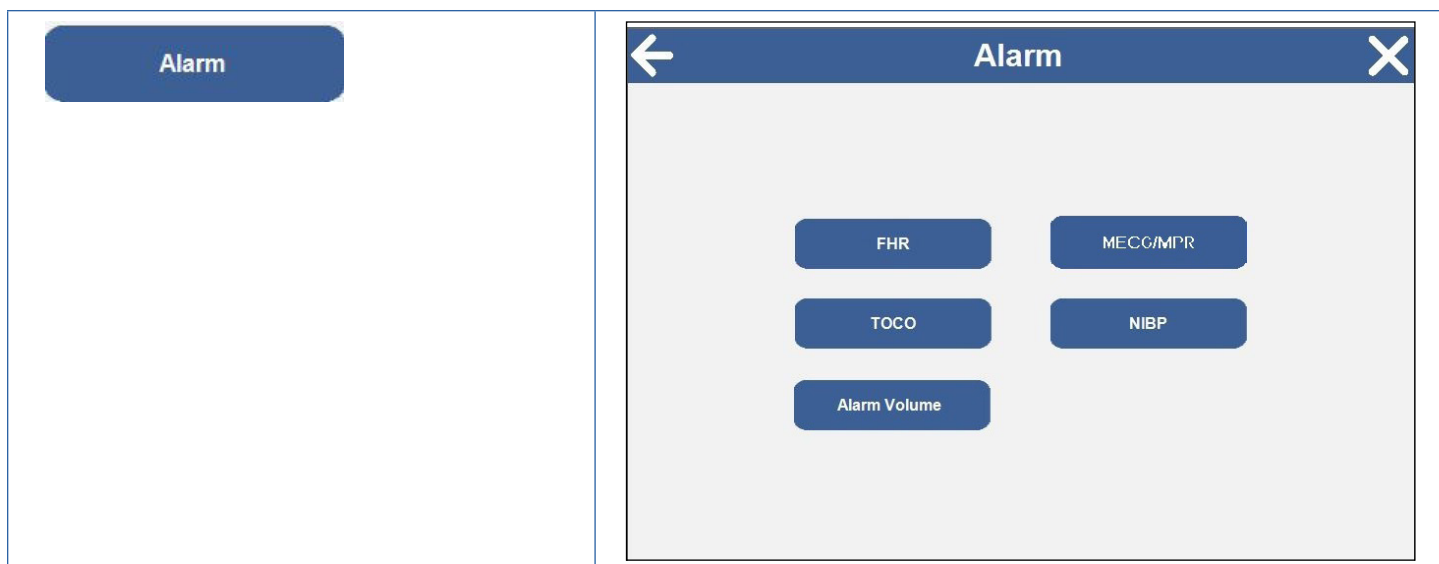 Alarm
Alarm
FHR
MECG/MPR
TOCO
NIBP
Alarm Volume